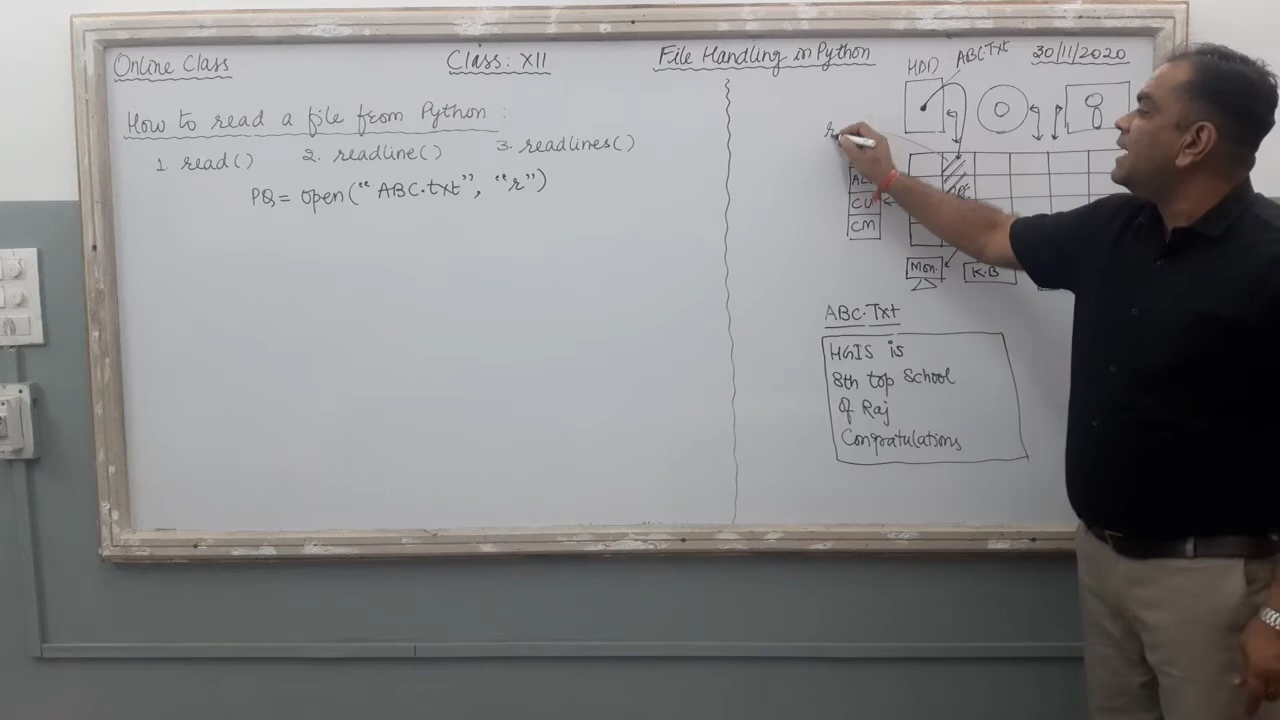 Online Class
Class: XII
File Handling in Python
30/11/2020
How to read a file from Python :
1. read() 2. readline() 3. readlines()
PQ= open("ABC.txt", "r")
HDD
ABC.Txt
CU
CM
Mon.
K.B
ABC.Txt
HGIS is
8th top School
Of Raj
Congratulations